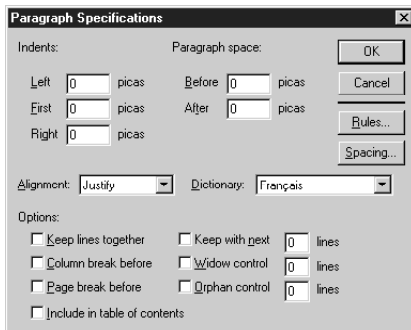 Paragraph Specifications
Indents: Paragraph space: OK
Left 0 picas Before 0 picas Cancel
First 0 picas After 0 picas
Right 0 picas Rules...
Spacing...
Alignment: Justify Dictionary: Français
Options:
Keep lines together Keep with next 0 lines
Column break before Widow control 0 lines
Page break before Orphan control 0 lines
Include in table of contents